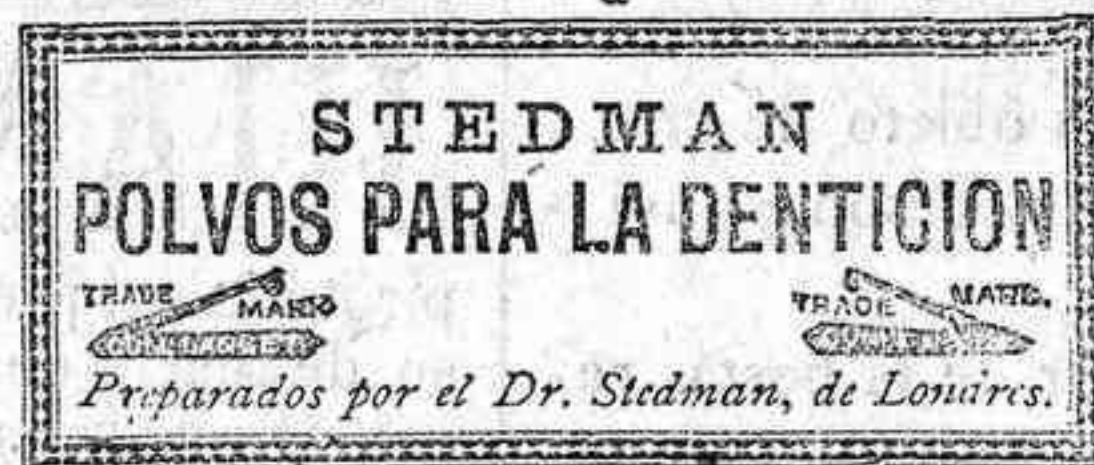 STEDMAN
POLVOS PARA LA DENTICION
TRADE MARK
TRADE MARK.
Preparados por el Dr. Stedman, de Londres.